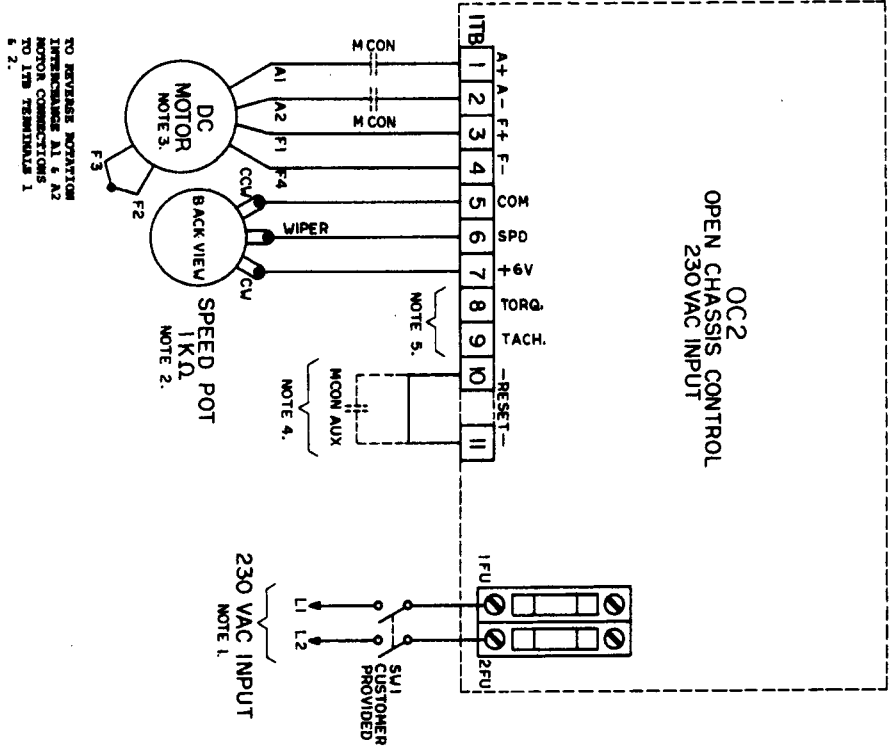 OC2
OPEN CHASSIS CONTROL
230VAC INPUT
1TB
1
2
3
4
5
6
7
8
9
10
11
A+
A-
F+
F-
COM
SPD
+6V
TORQ.
TACH.
-RESET-
M CON
M CON
A1
A2
F1
F4
DC
MOTOR
NOTE 3.
F3
F2
TO REVERSE ROTATION
INTERCHANGE A1 & A2
MOTOR CONNECTIONS
TO 1TB TERMINALS 1
& 2.
CCW
WIPER
CW
BACK VIEW
SPEED POT
1KΩ
NOTE 2.
NOTE 5.
MCON AUX
NOTE 4.
1FU
2FU
L1
L2
SW1
CUSTOMER
PROVIDED
230 VAC INPUT
NOTE 1.